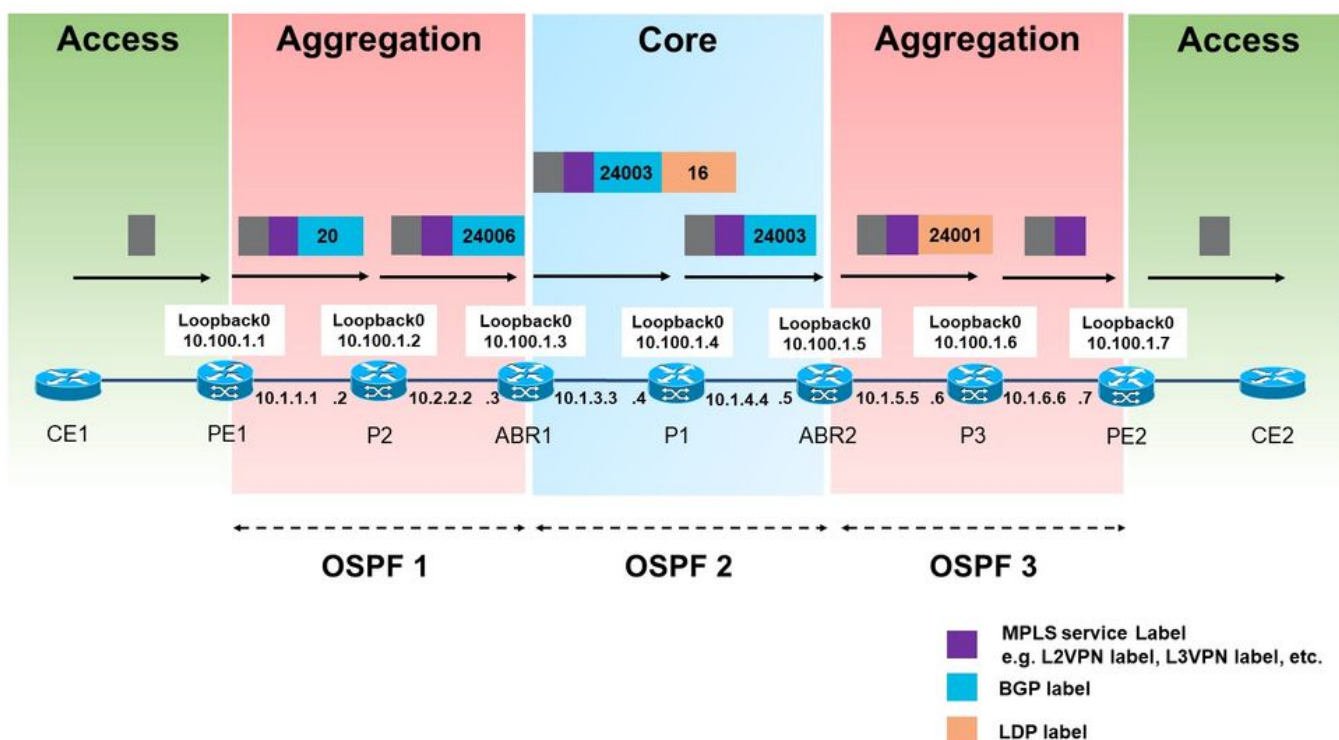 Access
Aggregation
Core
Aggregation
Access
24003
16
20
24006
24003
24001
Loopback0
10.100.1.1
Loopback0
10.100.1.2
Loopback0
10.100.1.3
Loopback0
10.100.1.4
Loopback0
10.100.1.5
Loopback0
10.100.1.6
Loopback0
10.100.1.7
10.1.1.1
.2
10.2.2.2
.3
10.1.3.3
.4
10.1.4.4
.5
10.1.5.5
.6
10.1.6.6
.7
CE1
PE1
P2
ABR1
P1
ABR2
P3
PE2
CE2
OSPF 1
OSPF 2
OSPF 3
MPLS service Label
e.g. L2VPN label, L3VPN label, etc.
BGP label
LDP label